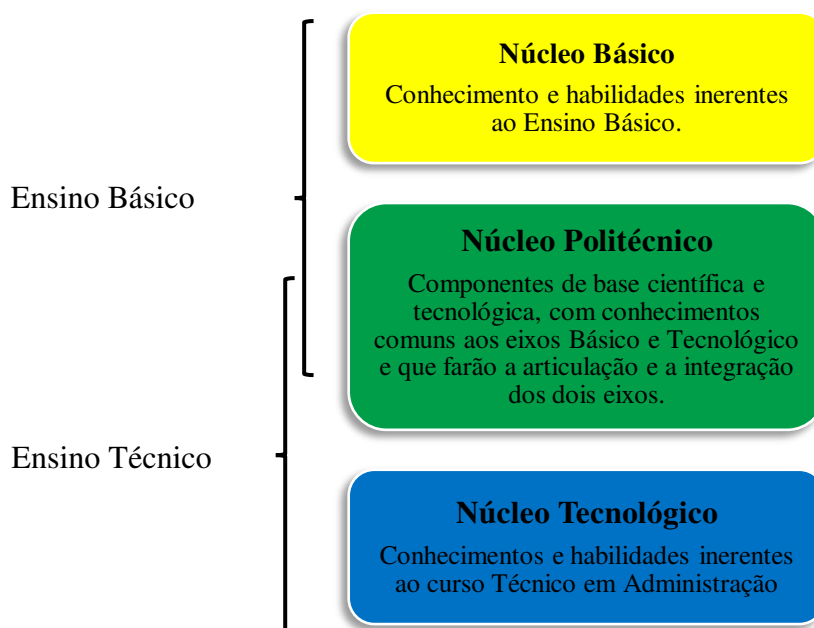 Núcleo Básico
Conhecimento e habilidades inerentes
ao Ensino Básico.
Ensino Básico
Núcleo Politécnico
Componentes de base científica e
tecnológica, com conhecimentos
comuns aos eixos Básico e Tecnológico
e que farão a articulação e a integração
dos dois eixos.
Ensino Técnico
Núcleo Tecnológico
Conhecimentos e habilidades inerentes
ao curso Técnico em Administração